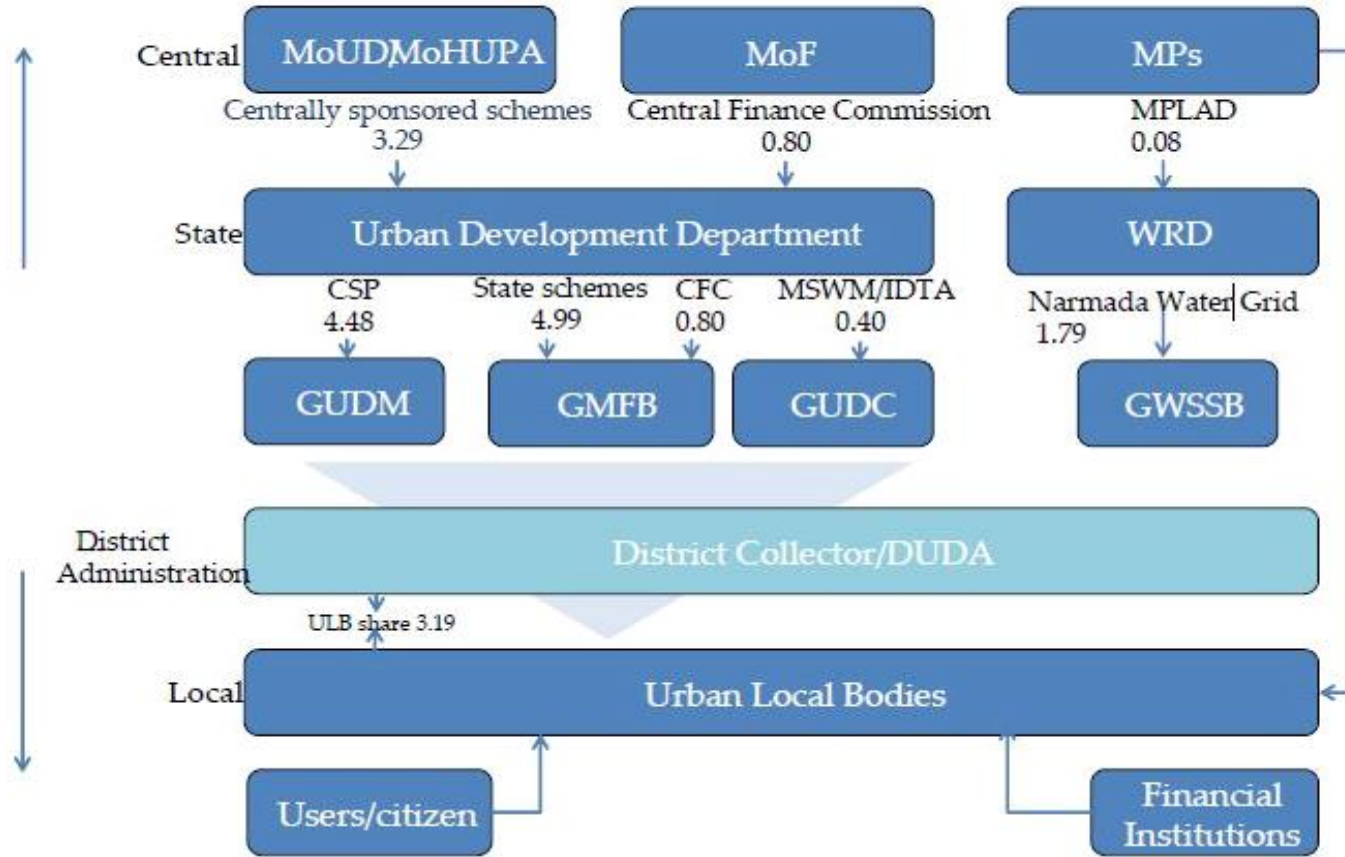 Central
MoUD/MoHUPA
MoF
MPs
Centrally sponsored schemes
3.29
Central Finance Commission
0.80
MPLAD
0.08
State
Urban Development Department
WRD
CSP
4.48
State schemes
4.99
CFC
0.80
MSWM/IDTA
0.40
Narmada Water Grid
1.79
GUDM
GMFB
GUDC
GWSSB
District
Administration
District Collector/DUDA
ULB share 3.19
Local
Urban Local Bodies
Users/citizen
Financial
Institutions